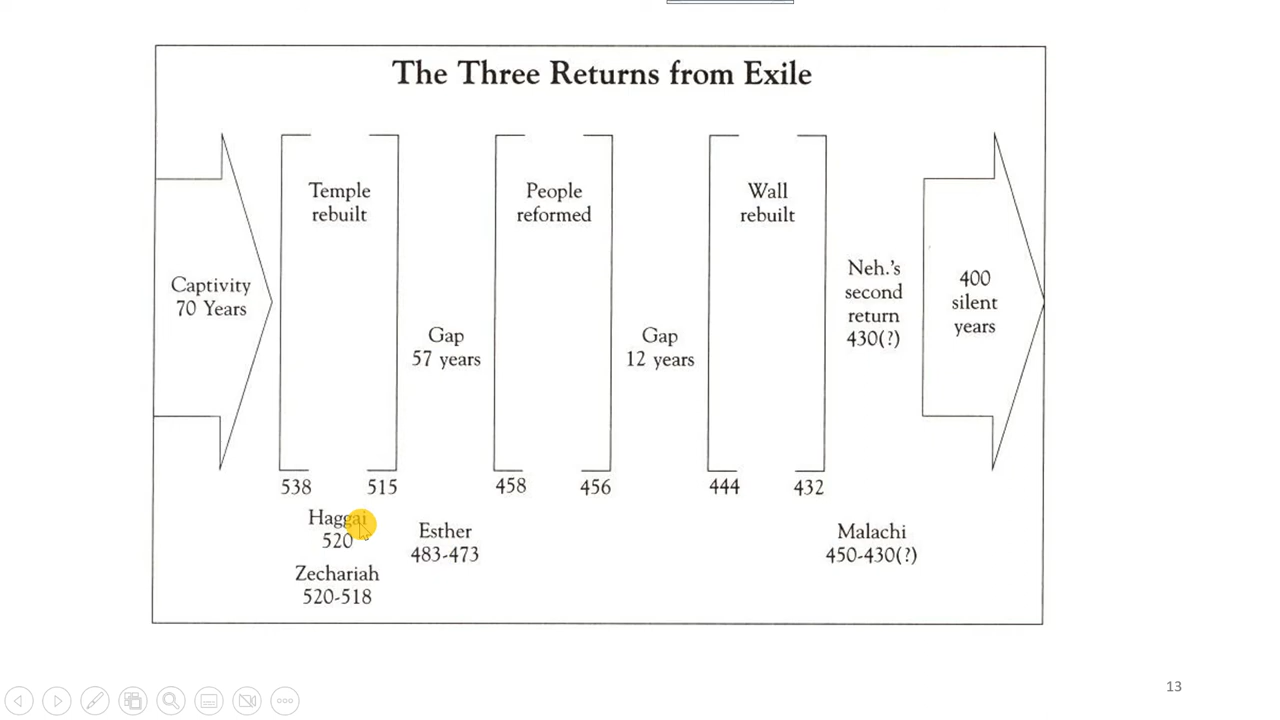 The Three Returns from Exile
Captivity
70 Years
Temple
rebuilt
Gap
57 years
People
reformed
Gap
12 years
Wall
rebuilt
Neh.'s
second
return
430(?)
400
silent
years
538
515
458
456
444
432
Haggai
520
Zechariah
520-518
Esther
483-473
Malachi
450-430(?)
13